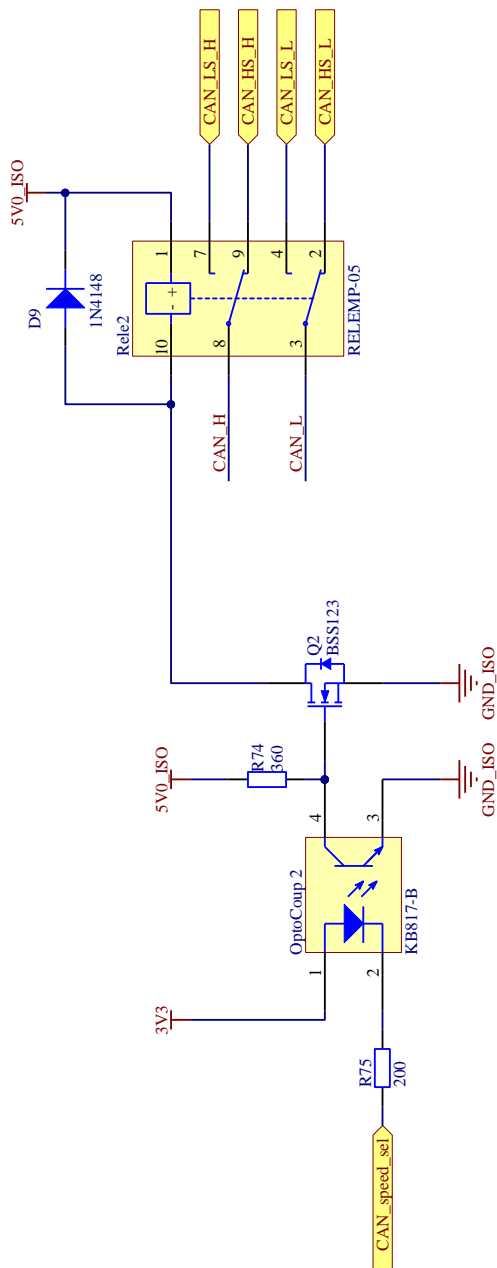 5V0_ISO
D9
1N4148
Rele2
RELEMP-05
- +
1
10
7
9
8
4
2
3
CAN_LS_H
CAN_HS_H
CAN_LS_L
CAN_HS_L
CAN_H
CAN_L
Q2
BSS123
GND_ISO
5V0_ISO
R74
360
GND_ISO
OptoCoup 2
KB817-B
4
3
1
2
3V3
R75
200
CAN_speed_sel